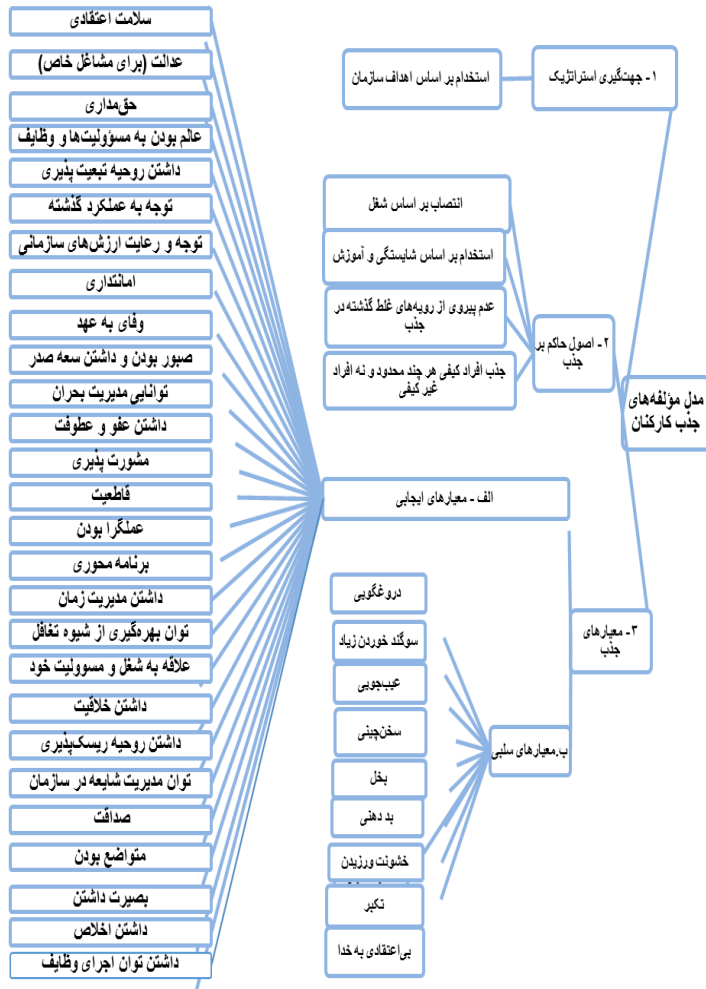 مدل مؤلفه‌های
جذب کارکنان
۱- جهت‌گیری استراتژیک
استخدام بر اساس اهداف سازمان
۲- اصول حاکم بر
جذب
انتصاب بر اساس شغل
استخدام بر اساس شایستگی و آموزش
عدم پیروی از رویه‌های غلط گذشته در
جذب
جذب افراد کیفی هر چند محدود و نه افراد
غیر کیفی
۳- معیارهای
جذب
الف - معیارهای ایجابی
سلامت اعتقادی
عدالت (برای مشاغل خاص)
حق‌مداری
عالم بودن به مسؤولیت‌ها و وظایف
داشتن روحیه تبعیت پذیری
توجه به عملکرد گذشته
توجه و رعایت ارزش‌های سازمانی
امانتداری
وفای به عهد
صبور بودن و داشتن سعه صدر
توانایی مدیریت بحران
داشتن عفو و عطوفت
مشورت پذیری
قاطعیت
عملگرا بودن
برنامه محوری
داشتن مدیریت زمان
توان بهره‌گیری از شیوه تغافل
علاقه به شغل و مسوولیت خود
داشتن خلاقیت
داشتن روحیه ریسک‌پذیری
توان مدیریت شایعه در سازمان
صداقت
متواضع بودن
بصیرت داشتن
داشتن اخلاص
داشتن توان اجرای وظایف
ب.معیارهای سلبی
دروغگویی
سوگند خوردن زیاد
عیب‌جویی
سخن‌چینی
بخل
بد دهنی
خشونت ورزیدن
تکبر
بی‌اعتقادی به خدا